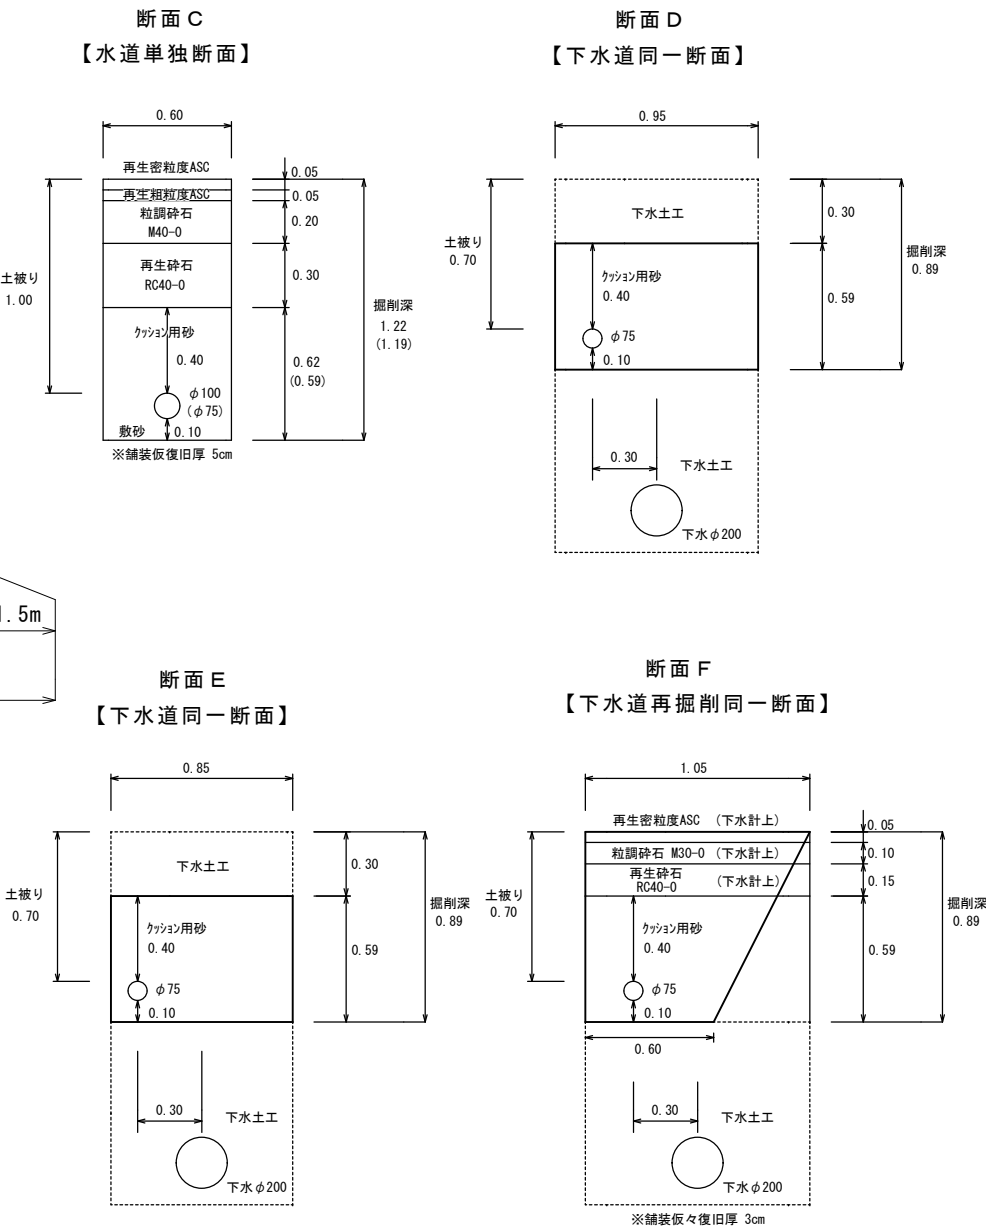 断面C
【水道単独断面】
0.60
再生密粒度ASC
0.05
再生粗粒度ASC
0.05
粒調砕石
M40-0
0.20
再生砕石
RC40-0
0.30
土被り
1.00
クッション用砂
0.40
掘削深
1.22
(1.19)
0.62
(0.59)
φ100
(φ75)
敷砂
0.10
※舗装仮復旧厚 5cm
断面D
【下水道同一断面】
0.95
下水土工
0.30
土被り
0.70
掘削深
0.89
クッション用砂
0.40
0.59
φ75
0.10
0.30
下水土工
下水φ200
1.5m
断面E
【下水道同一断面】
0.85
下水土工
0.30
土被り
0.70
掘削深
0.89
クッション用砂
0.40
0.59
φ75
0.10
0.30
下水土工
下水φ200
断面F
【下水道再掘削同一断面】
1.05
再生密粒度ASC (下水計上)
0.05
粒調砕石 M30-0 (下水計上)
0.10
再生砕石
RC40-0
(下水計上)
0.15
土被り
0.70
掘削深
0.89
クッション用砂
0.40
0.59
φ75
0.10
0.60
0.30
下水土工
下水φ200
※舗装仮々復旧厚 3cm